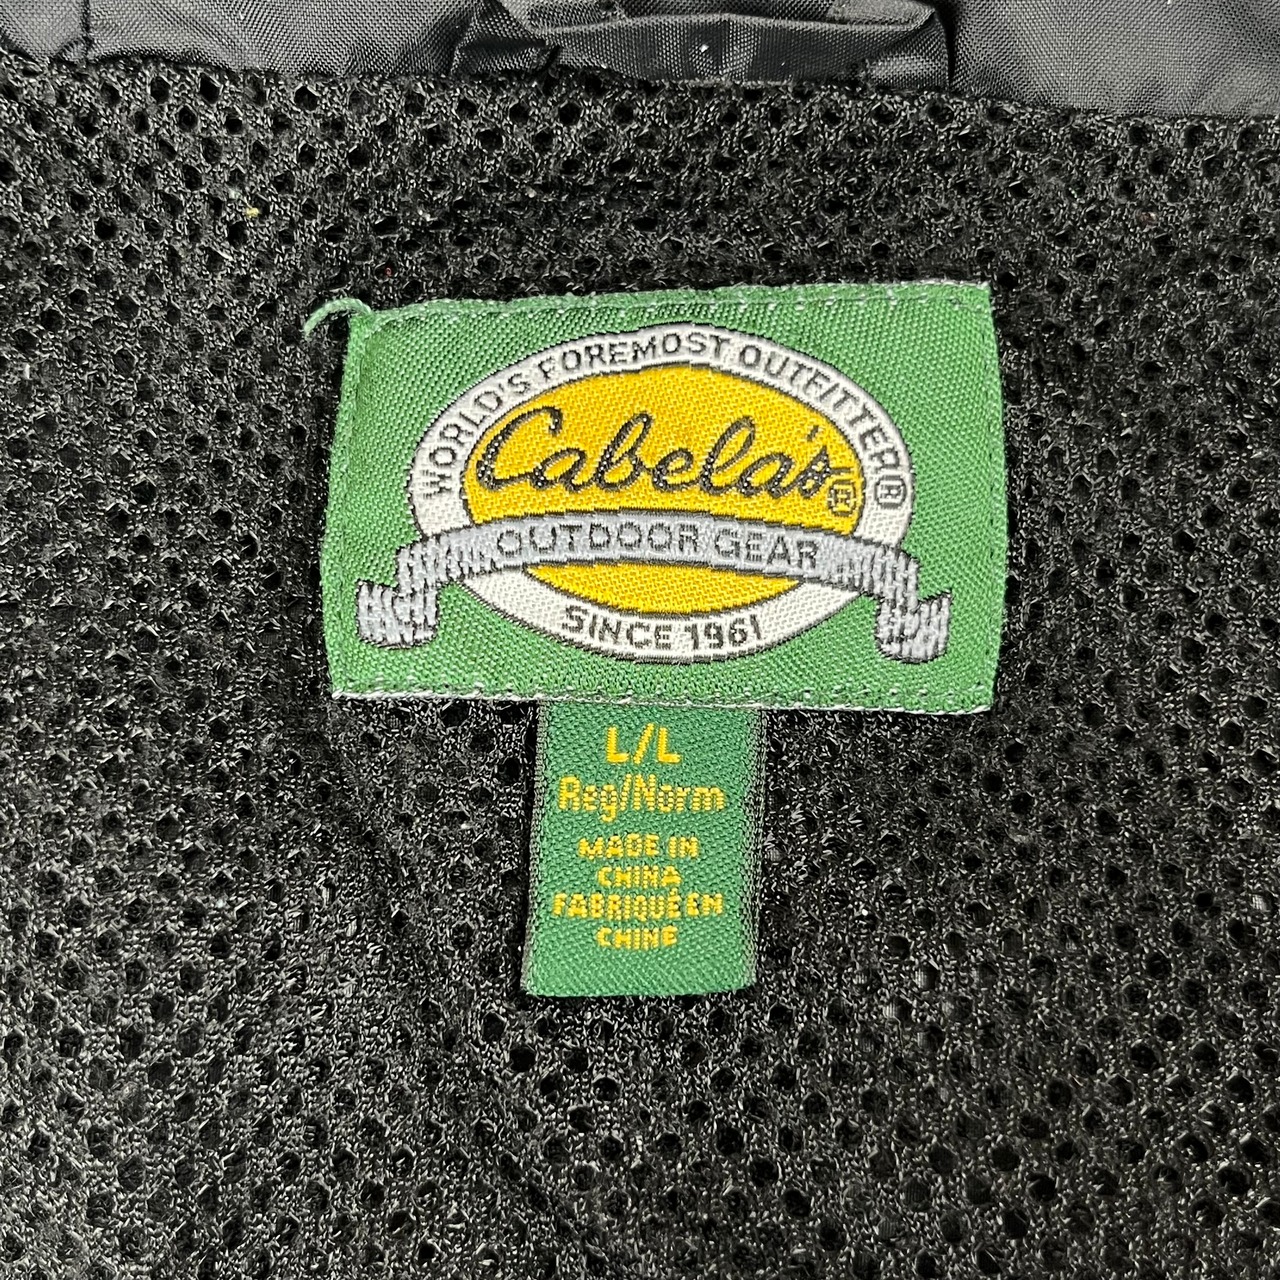 WORLD'S FOREMOST OUTFITTER®
Cabela's®
OUTDOOR GEAR
SINCE 1961
L/L
Reg/Norm
MADE IN
CHINA
FABRIQUÉ EN
CHINE